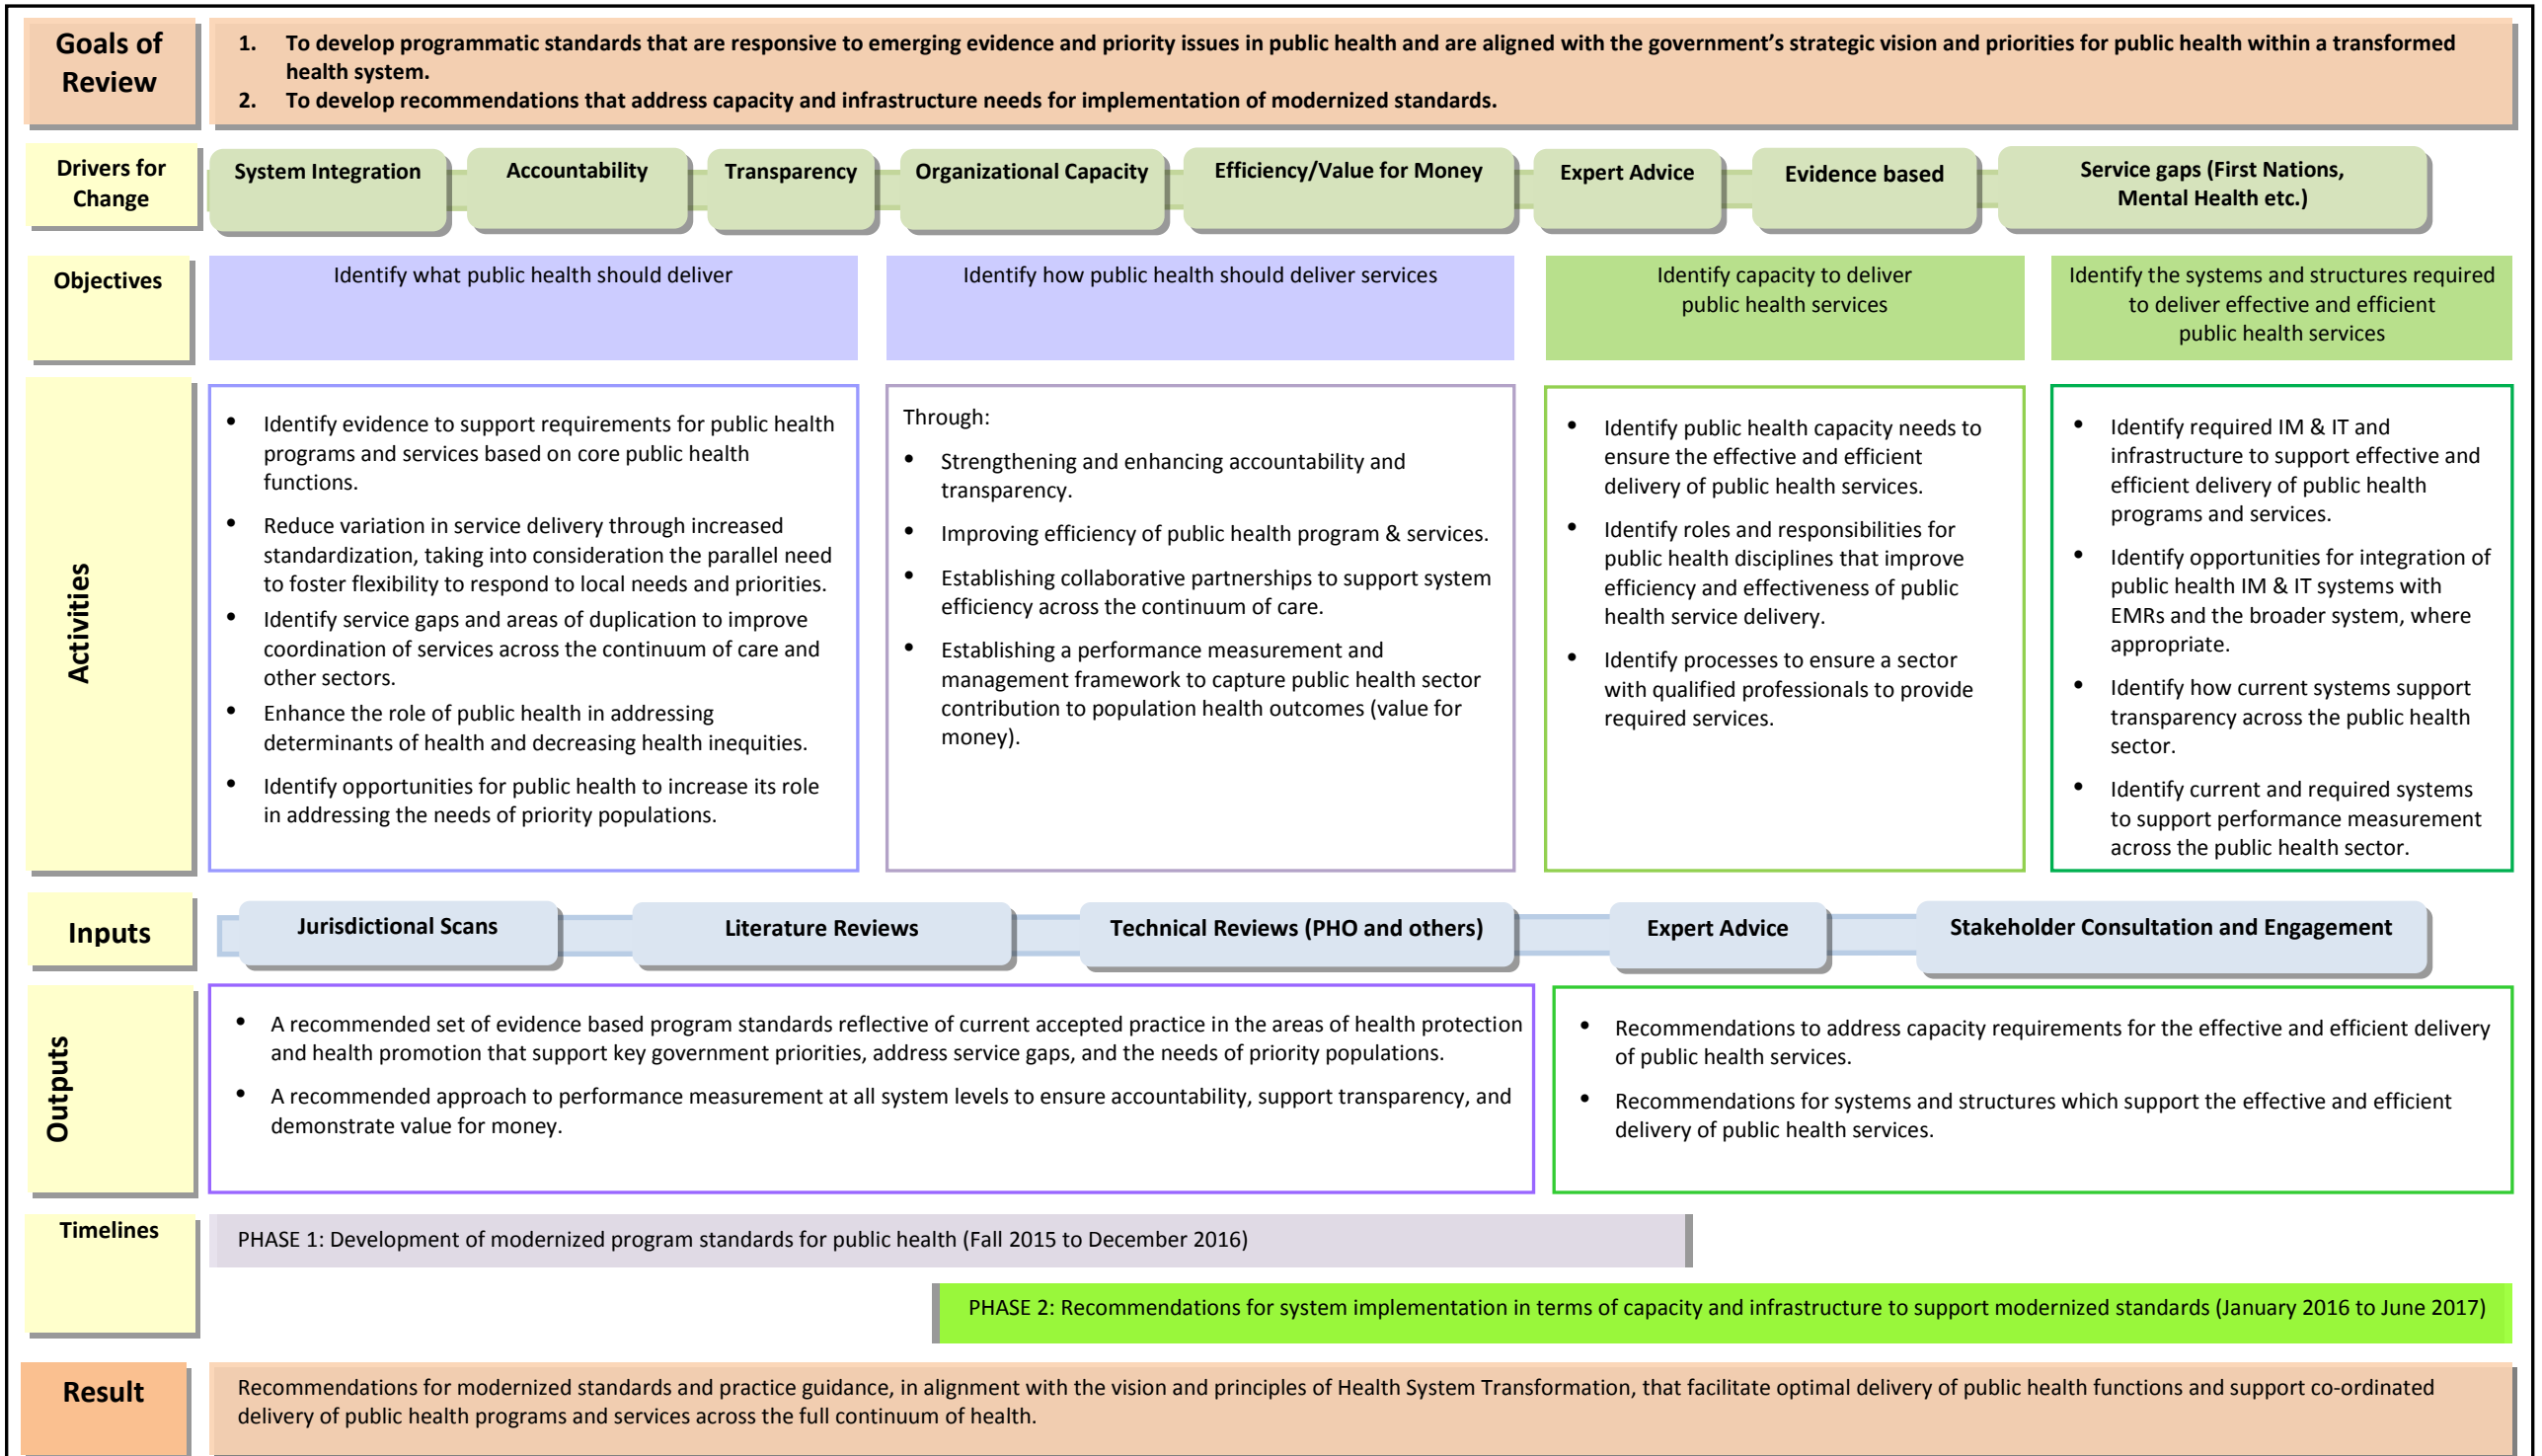 Goals of
Review
1. To develop programmatic standards that are responsive to emerging evidence and priority issues in public health and are aligned with the government’s strategic vision and priorities for public health within a transformed
health system.
2. To develop recommendations that address capacity and infrastructure needs for implementation of modernized standards.
Drivers for
Change
System Integration
Accountability
Transparency
Organizational Capacity
Efficiency/Value for Money
Expert Advice
Evidence based
Service gaps (First Nations,
Mental Health etc.)
Objectives
Identify what public health should deliver
Identify how public health should deliver services
Identify capacity to deliver
public health services
Identify the systems and structures required
to deliver effective and efficient
public health services
Activities
• Identify evidence to support requirements for public health
programs and services based on core public health
functions.
• Reduce variation in service delivery through increased
standardization, taking into consideration the parallel need
to foster flexibility to respond to local needs and priorities.
• Identify service gaps and areas of duplication to improve
coordination of services across the continuum of care and
other sectors.
• Enhance the role of public health in addressing
determinants of health and decreasing health inequities.
• Identify opportunities for public health to increase its role
in addressing the needs of priority populations.
Through:
• Strengthening and enhancing accountability and
transparency.
• Improving efficiency of public health program & services.
• Establishing collaborative partnerships to support system
efficiency across the continuum of care.
• Establishing a performance measurement and
management framework to capture public health sector
contribution to population health outcomes (value for
money).
• Identify public health capacity needs to
ensure the effective and efficient
delivery of public health services.
• Identify roles and responsibilities for
public health disciplines that improve
efficiency and effectiveness of public
health service delivery.
• Identify processes to ensure a sector
with qualified professionals to provide
required services.
• Identify required IM & IT and
infrastructure to support effective and
efficient delivery of public health
programs and services.
• Identify opportunities for integration of
public health IM & IT systems with
EMRs and the broader system, where
appropriate.
• Identify how current systems support
transparency across the public health
sector.
• Identify current and required systems
to support performance measurement
across the public health sector.
Inputs
Jurisdictional Scans
Literature Reviews
Technical Reviews (PHO and others)
Expert Advice
Stakeholder Consultation and Engagement
Outputs
• A recommended set of evidence based program standards reflective of current accepted practice in the areas of health protection
and health promotion that support key government priorities, address service gaps, and the needs of priority populations.
• A recommended approach to performance measurement at all system levels to ensure accountability, support transparency, and
demonstrate value for money.
• Recommendations to address capacity requirements for the effective and efficient delivery
of public health services.
• Recommendations for systems and structures which support the effective and efficient
delivery of public health services.
Timelines
PHASE 1: Development of modernized program standards for public health (Fall 2015 to December 2016)
PHASE 2: Recommendations for system implementation in terms of capacity and infrastructure to support modernized standards (January 2016 to June 2017)
Result
Recommendations for modernized standards and practice guidance, in alignment with the vision and principles of Health System Transformation, that facilitate optimal delivery of public health functions and support co-ordinated
delivery of public health programs and services across the full continuum of health.